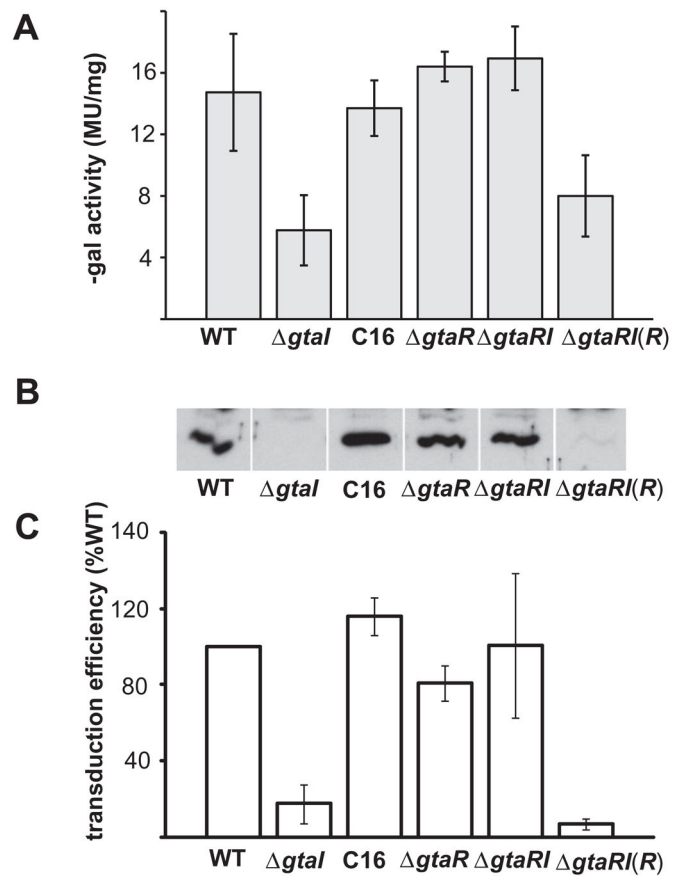 A
-gal activity (MU/mg)
16
12
8
4
WT ΔgtaI C16 ΔgtaR ΔgtaRI ΔgtaRI(R)
B
WT ΔgtaI C16 ΔgtaR ΔgtaRI ΔgtaRI(R)
C
transduction efficiency (%WT)
140
120
80
40
WT ΔgtaI C16 ΔgtaR ΔgtaRI ΔgtaRI(R)